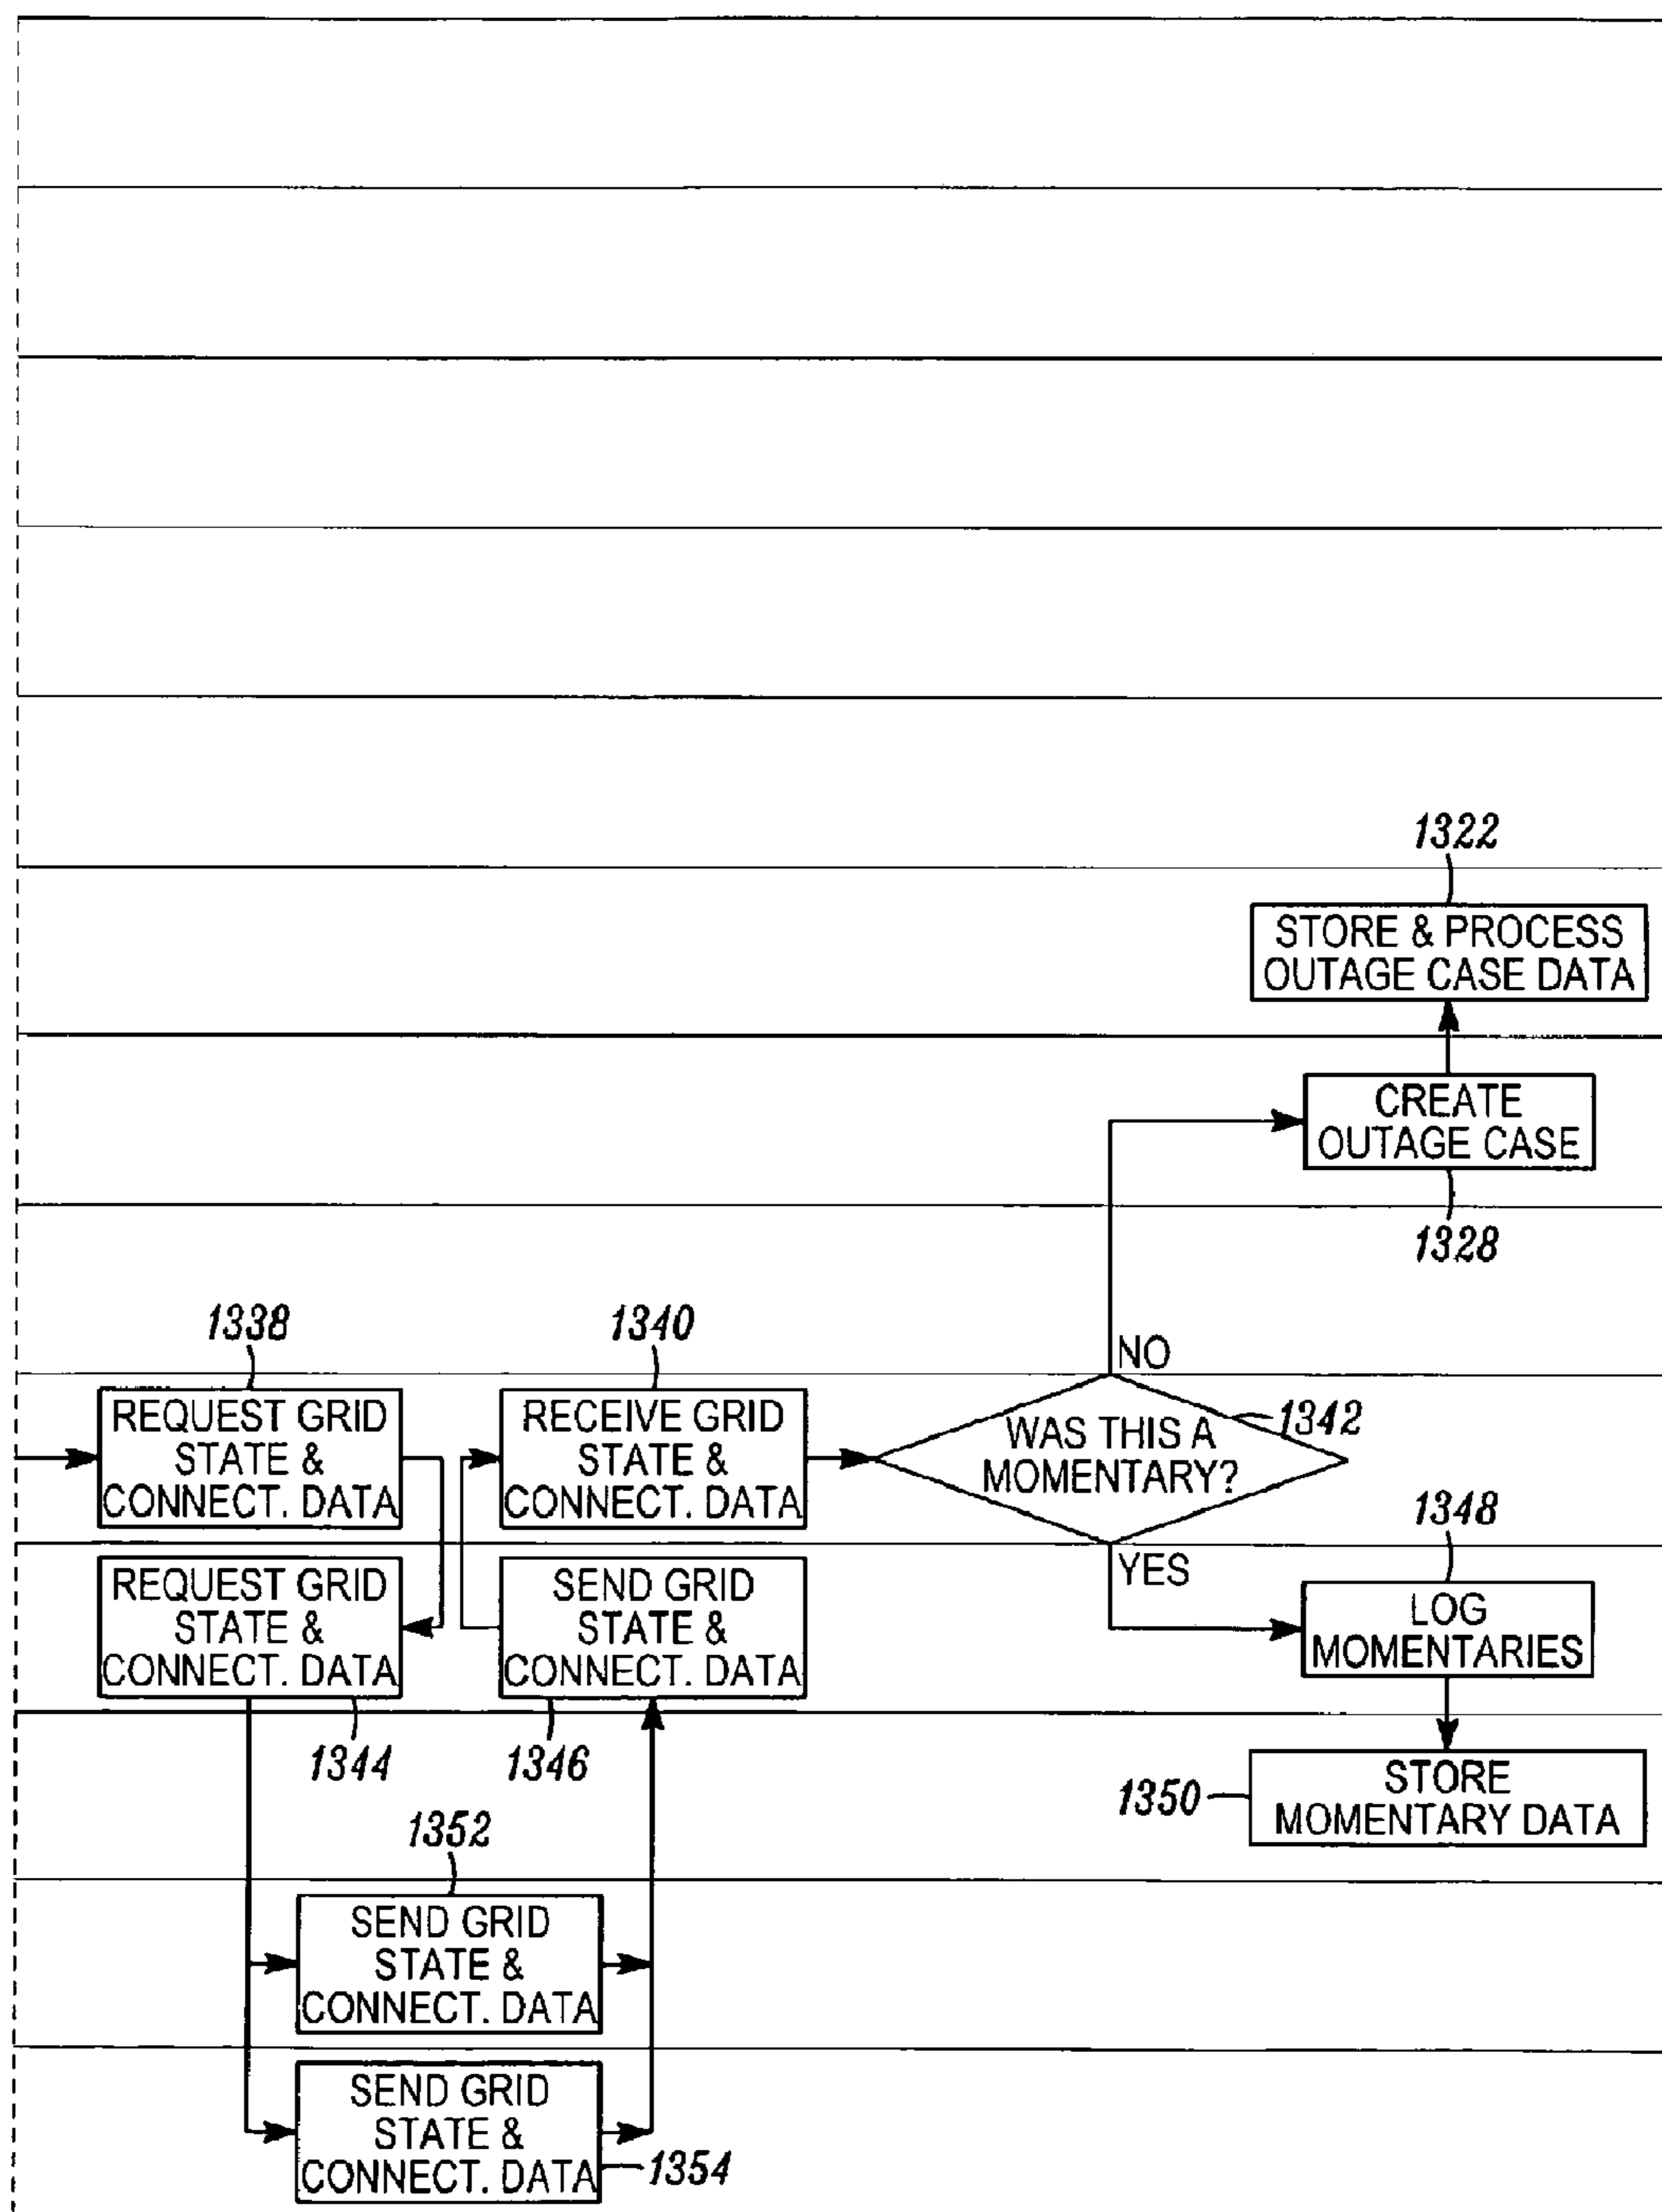 1322
STORE & PROCESS
OUTAGE CASE DATA
CREATE
OUTAGE CASE
1328
1338
1340
NO
REQUEST GRID
STATE &
CONNECT. DATA
RECEIVE GRID
STATE &
CONNECT. DATA
WAS THIS A
MOMENTARY?
1342
1348
YES
REQUEST GRID
STATE &
CONNECT. DATA
SEND GRID
STATE &
CONNECT. DATA
LOG
MOMENTARIES
1344
1346
1350
STORE
MOMENTARY DATA
1352
SEND GRID
STATE &
CONNECT. DATA
SEND GRID
STATE &
CONNECT. DATA
1354